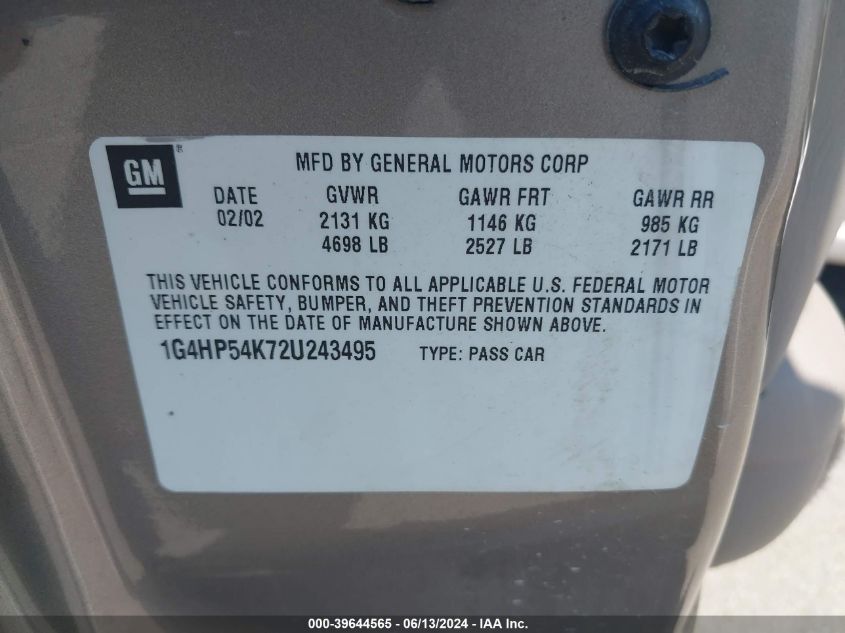 GM ®
MFD BY GENERAL MOTORS CORP
DATE GVWR GAWR FRT GAWR RR
02/02 2131 KG 1146 KG 985 KG
4698 LB 2527 LB 2171 LB
THIS VEHICLE CONFORMS TO ALL APPLICABLE U.S. FEDERAL MOTOR
VEHICLE SAFETY, BUMPER, AND THEFT PREVENTION STANDARDS IN
EFFECT ON THE DATE OF MANUFACTURE SHOWN ABOVE.
1G4HP54K72U243495 TYPE: PASS CAR
000-39644565 - 06/13/2024 - IAA Inc.